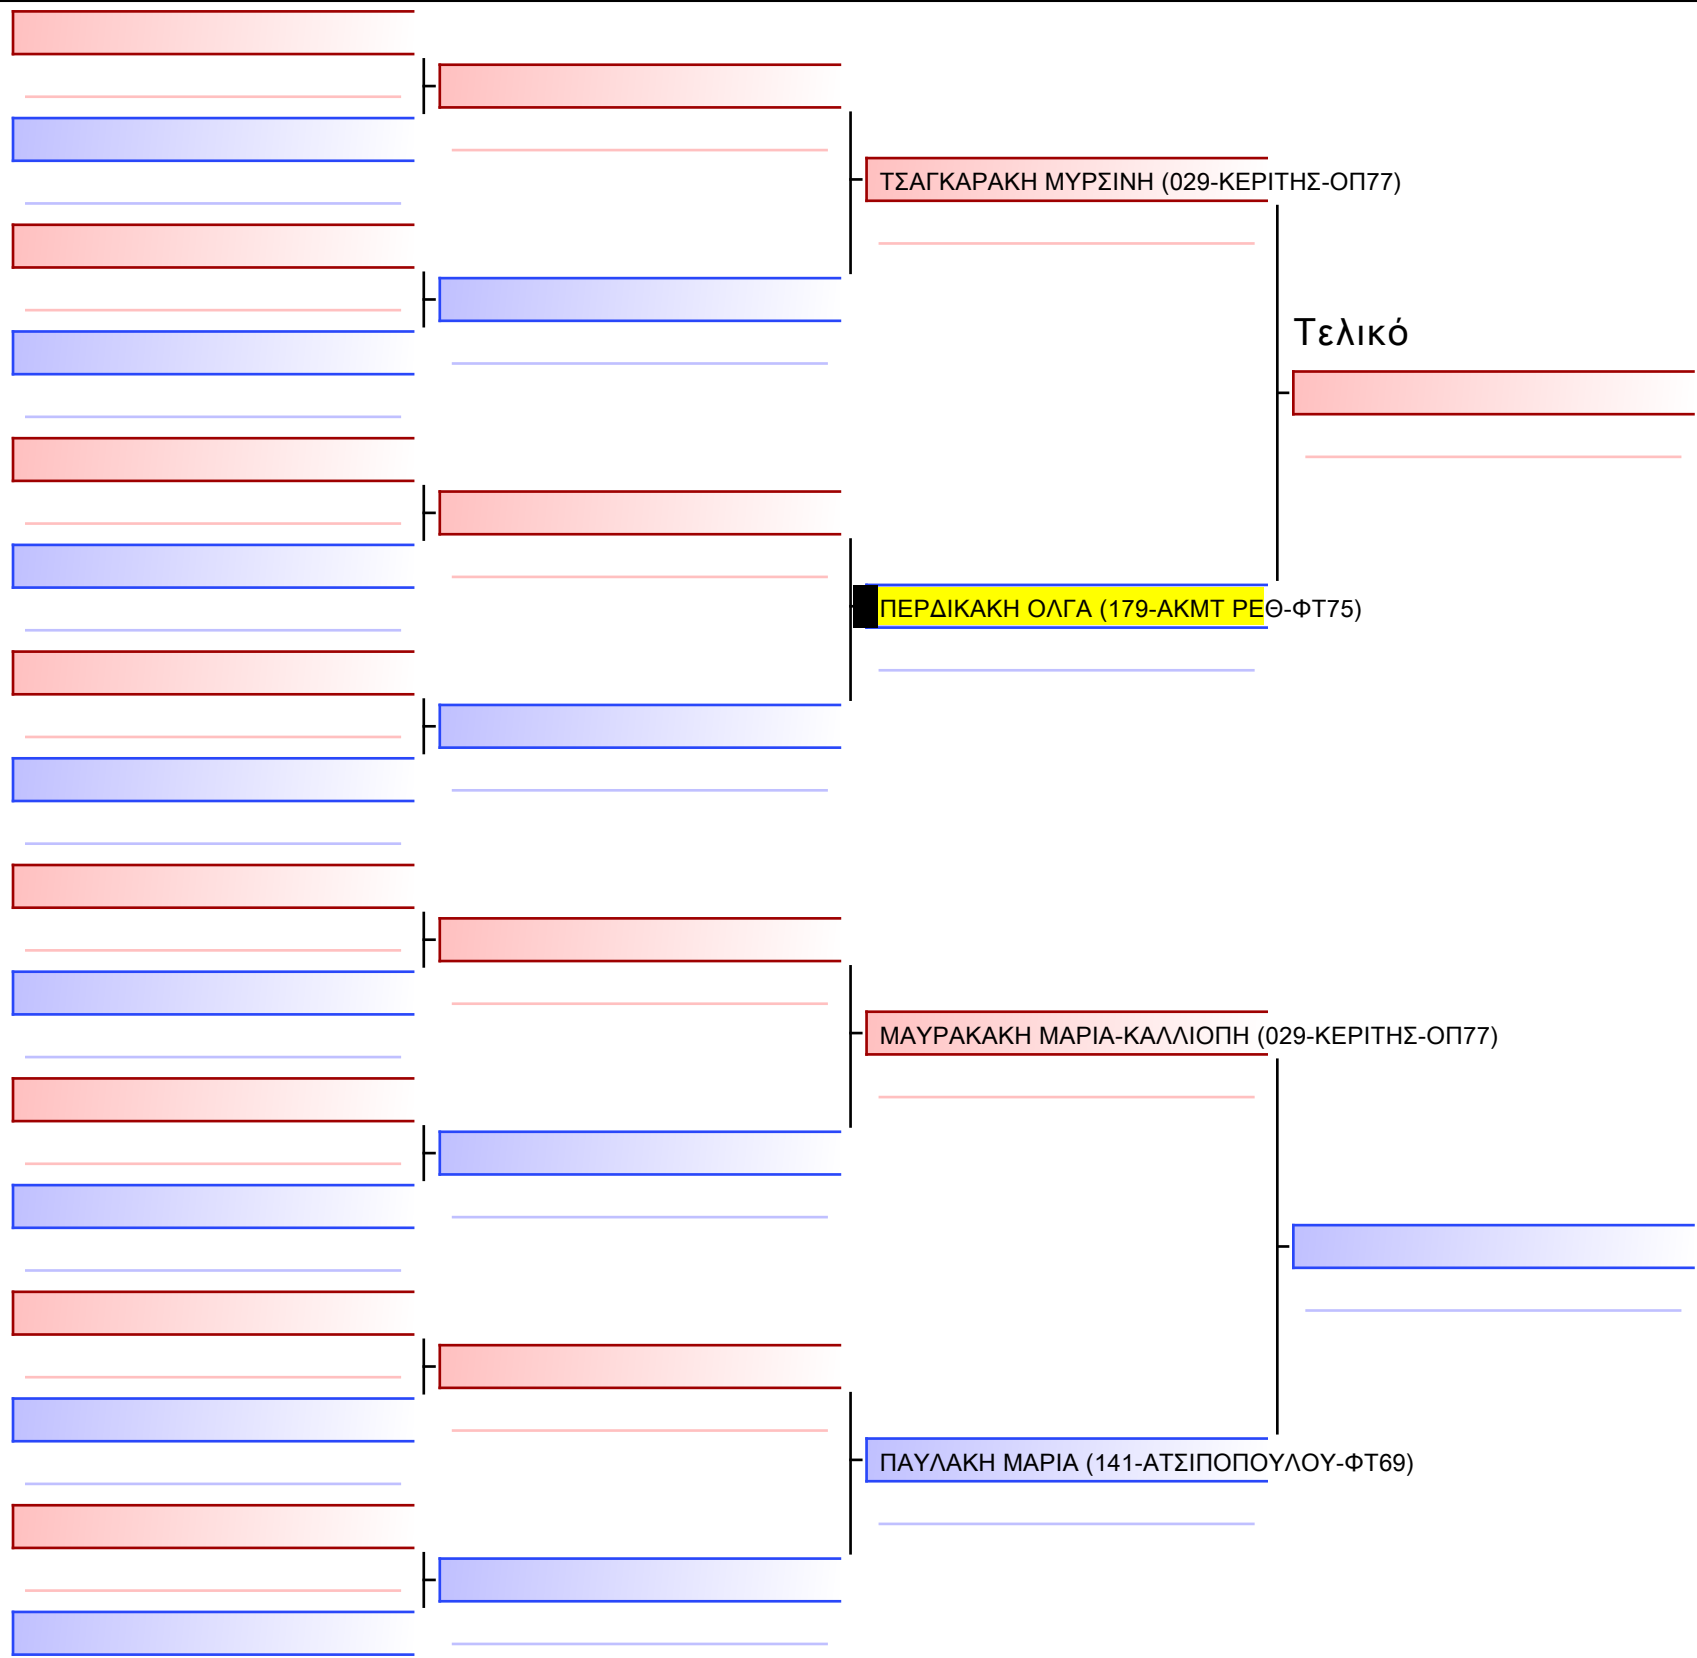 ΤΣΑΓΚΑΡΑΚΗ ΜΥΡΣΙΝΗ (029-ΚΕΡΙΤΗΣ-ΟΠ77)
Τελικό
ΠΕΡΔΙΚΑΚΗ ΟΛΓΑ (179-ΑΚΜΤ ΡΕΘ-ΦΤ75)
ΜΑΥΡΑΚΑΚΗ ΜΑΡΙΑ-ΚΑΛΛΙΟΠΗ (029-ΚΕΡΙΤΗΣ-ΟΠ77)
ΠΑΥΛΑΚΗ ΜΑΡΙΑ (141-ΑΤΣΙΠΟΠΟΥΛΟΥ-ΦΤ69)